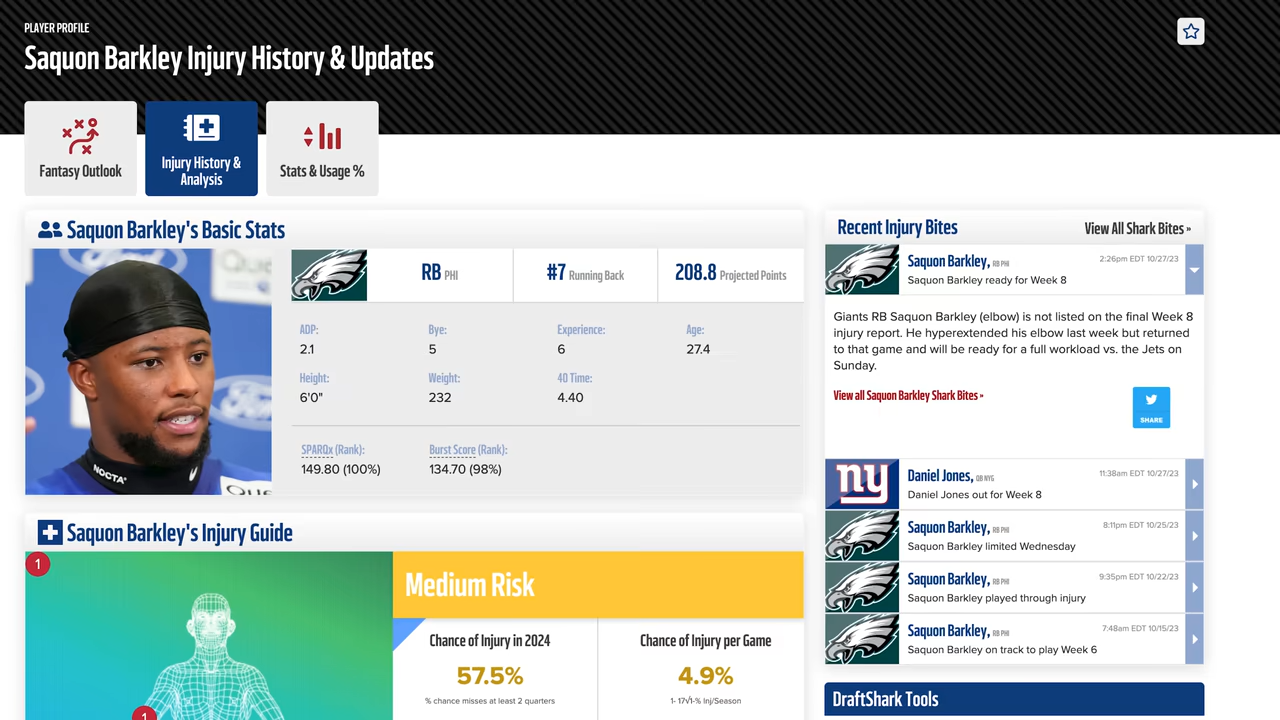 PLAYER PROFILE
Saquon Barkley Injury History & Updates
Fantasy Outlook
Injury History &
Analysis
Stats & Usage %
Saquon Barkley's Basic Stats
RB PHI
#7 Running Back
208.8 Projected Points
ADP:
2.1
Bye:
5
Experience:
6
Age:
27.4
Height:
6'0"
Weight:
232
40 Time:
4.40
SPARQx (Rank):
149.80 (100%)
Burst Score (Rank):
134.70 (98%)
NOCTA
Ford
Saquon Barkley's Injury Guide
1
1
Medium Risk
Chance of Injury in 2024
57.5%
% chance misses at least 2 quarters
Chance of Injury per Game
4.9%
Inj/Season
Recent Injury Bites
View All Shark Bites »
Saquon Barkley, RB PHI
2:26pm EDT 10/27/23
Saquon Barkley ready for Week 8
Giants RB Saquon Barkley (elbow) is not listed on the final Week 8
injury report. He hyperextended his elbow last week but returned
to that game and will be ready for a full workload vs. the Jets on
Sunday.
View all Saquon Barkley Shark Bites »
SHARE
ny
Daniel Jones, QB NYG
11:38am EDT 10/27/23
Daniel Jones out for Week 8
Saquon Barkley, RB PHI
8:11pm EDT 10/25/23
Saquon Barkley limited Wednesday
Saquon Barkley, RB PHI
9:35pm EDT 10/22/23
Saquon Barkley played through injury
Saquon Barkley, RB PHI
7:48am EDT 10/15/23
Saquon Barkley on track to play Week 6
DraftShark Tools